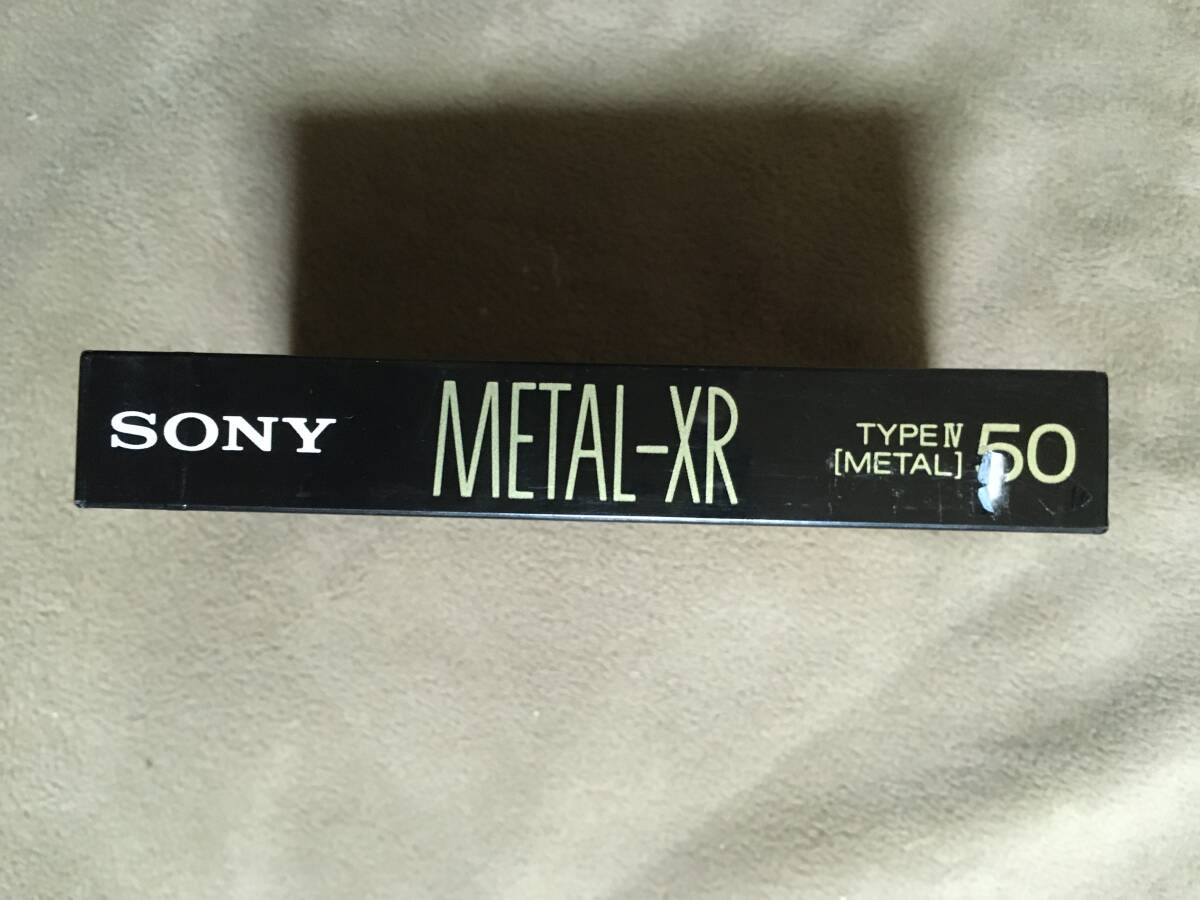 SONY
METAL-XR
TYPE Ⅳ
[METAL]
50